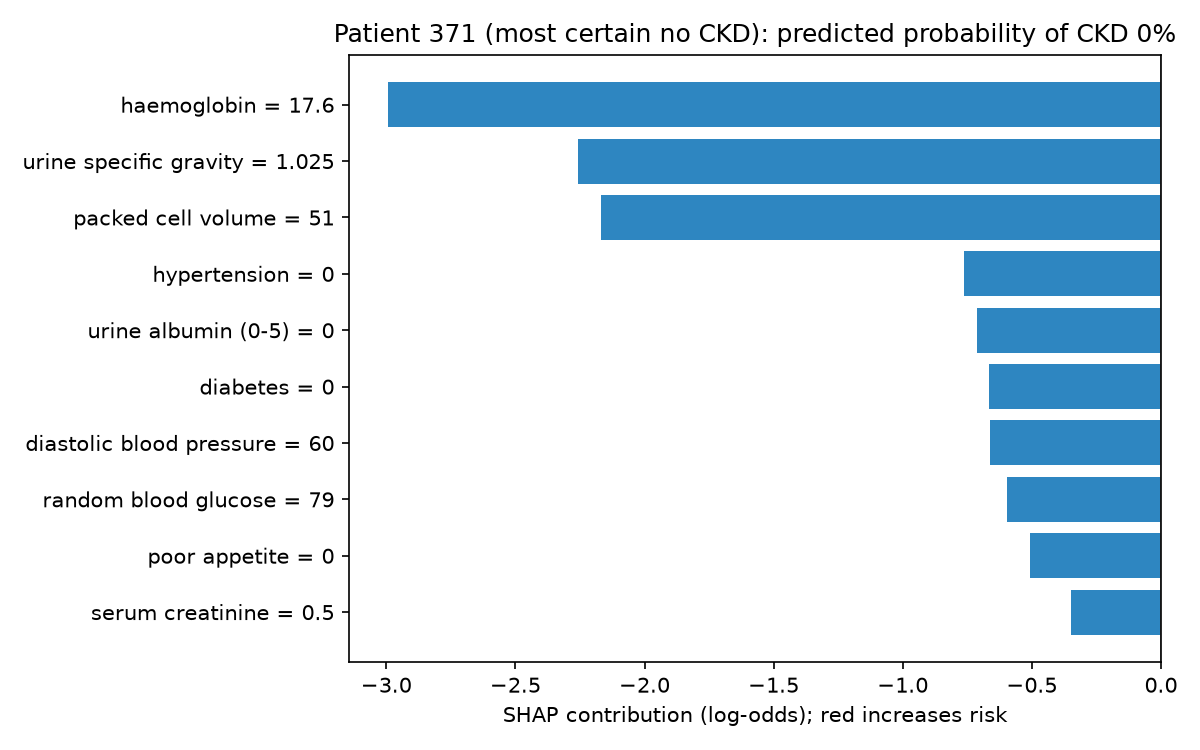 Patient 371 (most certain no CKD): predicted probability of CKD 0%
haemoglobin = 17.6
urine specific gravity = 1.025
packed cell volume = 51
hypertension = 0
urine albumin (0-5) = 0
diabetes = 0
diastolic blood pressure = 60
random blood glucose = 79
poor appetite = 0
serum creatinine = 0.5
−3.0 −2.5 −2.0 −1.5 −1.0 −0.5 0.0
SHAP contribution (log-odds); red increases risk